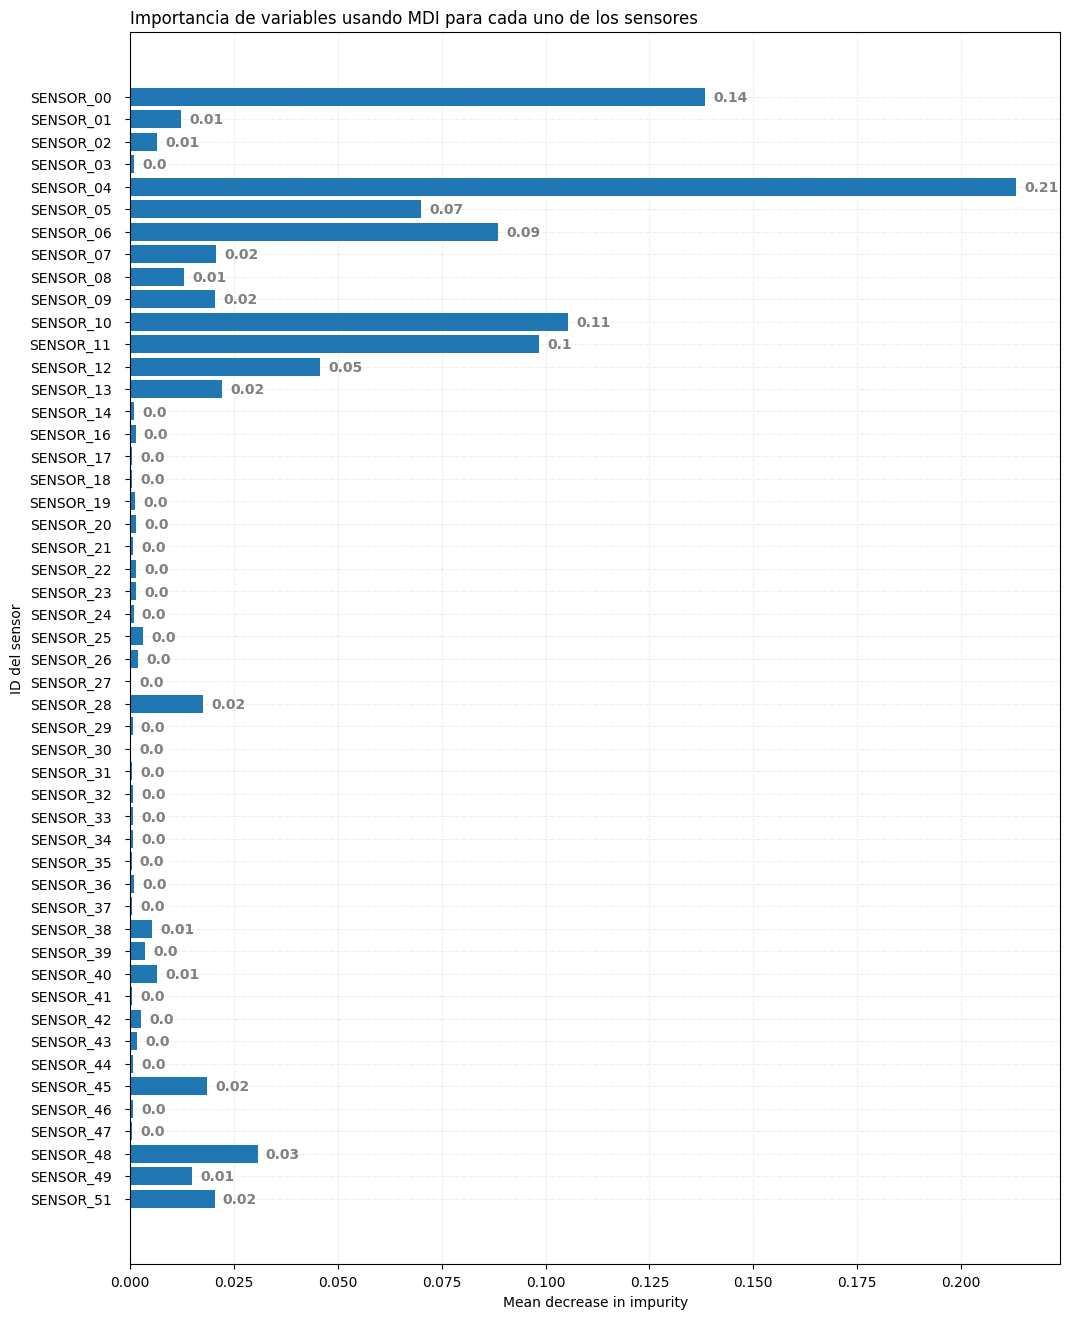 Importancia de variables usando MDI para cada uno de los sensores
SENSOR_00 0.14
SENSOR_01 0.01
SENSOR_02 0.01
SENSOR_03 0.0
SENSOR_04 0.21
SENSOR_05 0.07
SENSOR_06 0.09
SENSOR_07 0.02
SENSOR_08 0.01
SENSOR_09 0.02
SENSOR_10 0.11
SENSOR_11 0.1
SENSOR_12 0.05
SENSOR_13 0.02
SENSOR_14 0.0
SENSOR_16 0.0
SENSOR_17 0.0
SENSOR_18 0.0
SENSOR_19 0.0
SENSOR_20 0.0
SENSOR_21 0.0
SENSOR_22 0.0
SENSOR_23 0.0
SENSOR_24 0.0
SENSOR_25 0.0
SENSOR_26 0.0
SENSOR_27 0.0
SENSOR_28 0.02
SENSOR_29 0.0
SENSOR_30 0.0
SENSOR_31 0.0
SENSOR_32 0.0
SENSOR_33 0.0
SENSOR_34 0.0
SENSOR_35 0.0
SENSOR_36 0.0
SENSOR_37 0.0
SENSOR_38 0.01
SENSOR_39 0.0
SENSOR_40 0.01
SENSOR_41 0.0
SENSOR_42 0.0
SENSOR_43 0.0
SENSOR_44 0.0
SENSOR_45 0.02
SENSOR_46 0.0
SENSOR_47 0.0
SENSOR_48 0.03
SENSOR_49 0.01
SENSOR_51 0.02
ID del sensor
0.000 0.025 0.050 0.075 0.100 0.125 0.150 0.175 0.200
Mean decrease in impurity